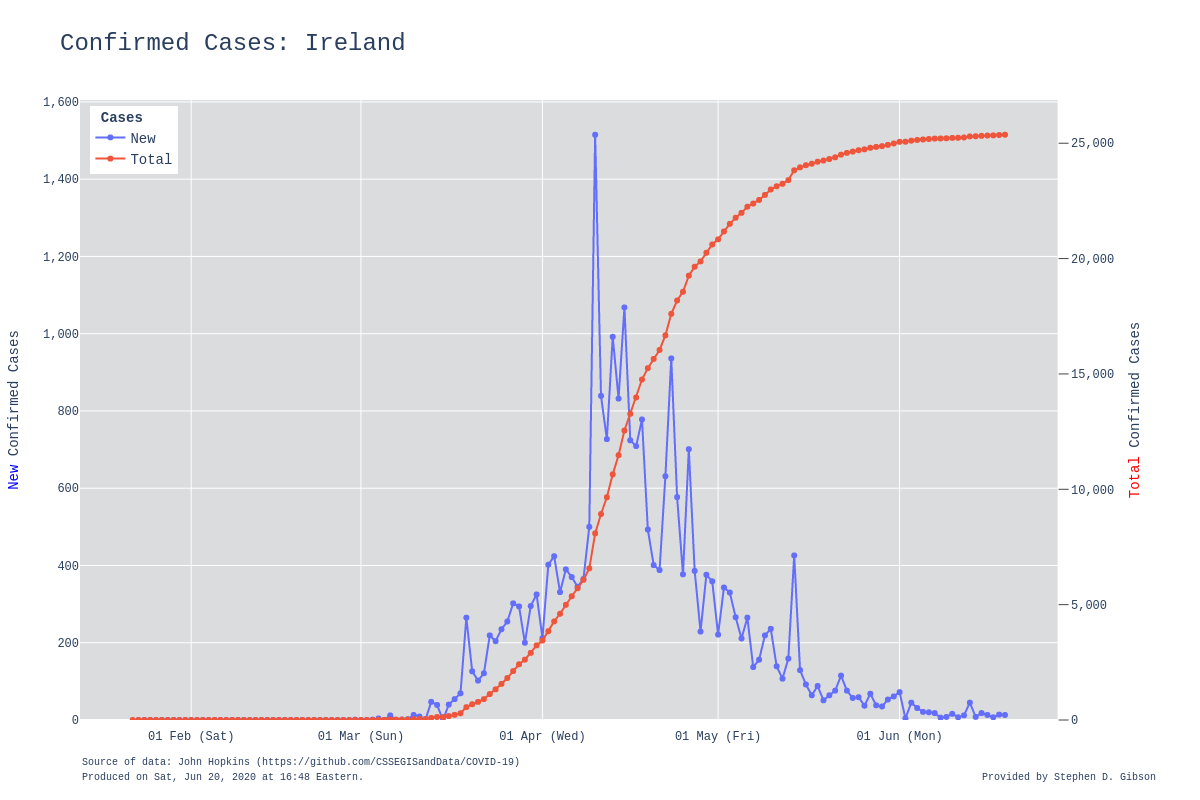 Confirmed Cases: Ireland
Cases
New
Total
1,600
1,400
1,200
1,000
800
600
400
200
0
New Confirmed Cases
25,000
20,000
15,000
10,000
5,000
0
Total Confirmed Cases
01 Feb (Sat)
01 Mar (Sun)
01 Apr (Wed)
01 May (Fri)
01 Jun (Mon)
Source of data: John Hopkins (https://github.com/CSSEGISandData/COVID-19)
Produced on Sat, Jun 20, 2020 at 16:48 Eastern.
Provided by Stephen D. Gibson